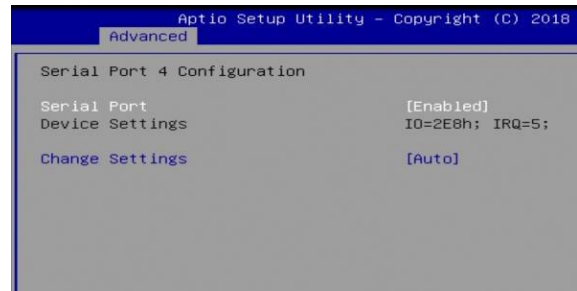 Aptio Setup Utility – Copyright (C) 2018
Advanced
Serial Port 4 Configuration
Serial Port [Enabled]
Device Settings IO=2E8h; IRQ=5;
Change Settings [Auto]